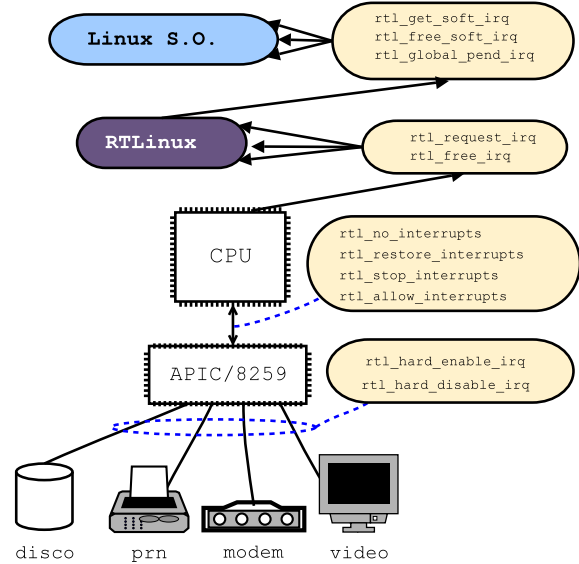 Linux S.O.
rtl_get_soft_irq
rtl_free_soft_irq
rtl_global_pend_irq
RTLinux
rtl_request_irq
rtl_free_irq
CPU
rtl_no_interrupts
rtl_restore_interrupts
rtl_stop_interrupts
rtl_allow_interrupts
APIC/8259
rtl_hard_enable_irq
rtl_hard_disable_irq
disco
prn
modem
video